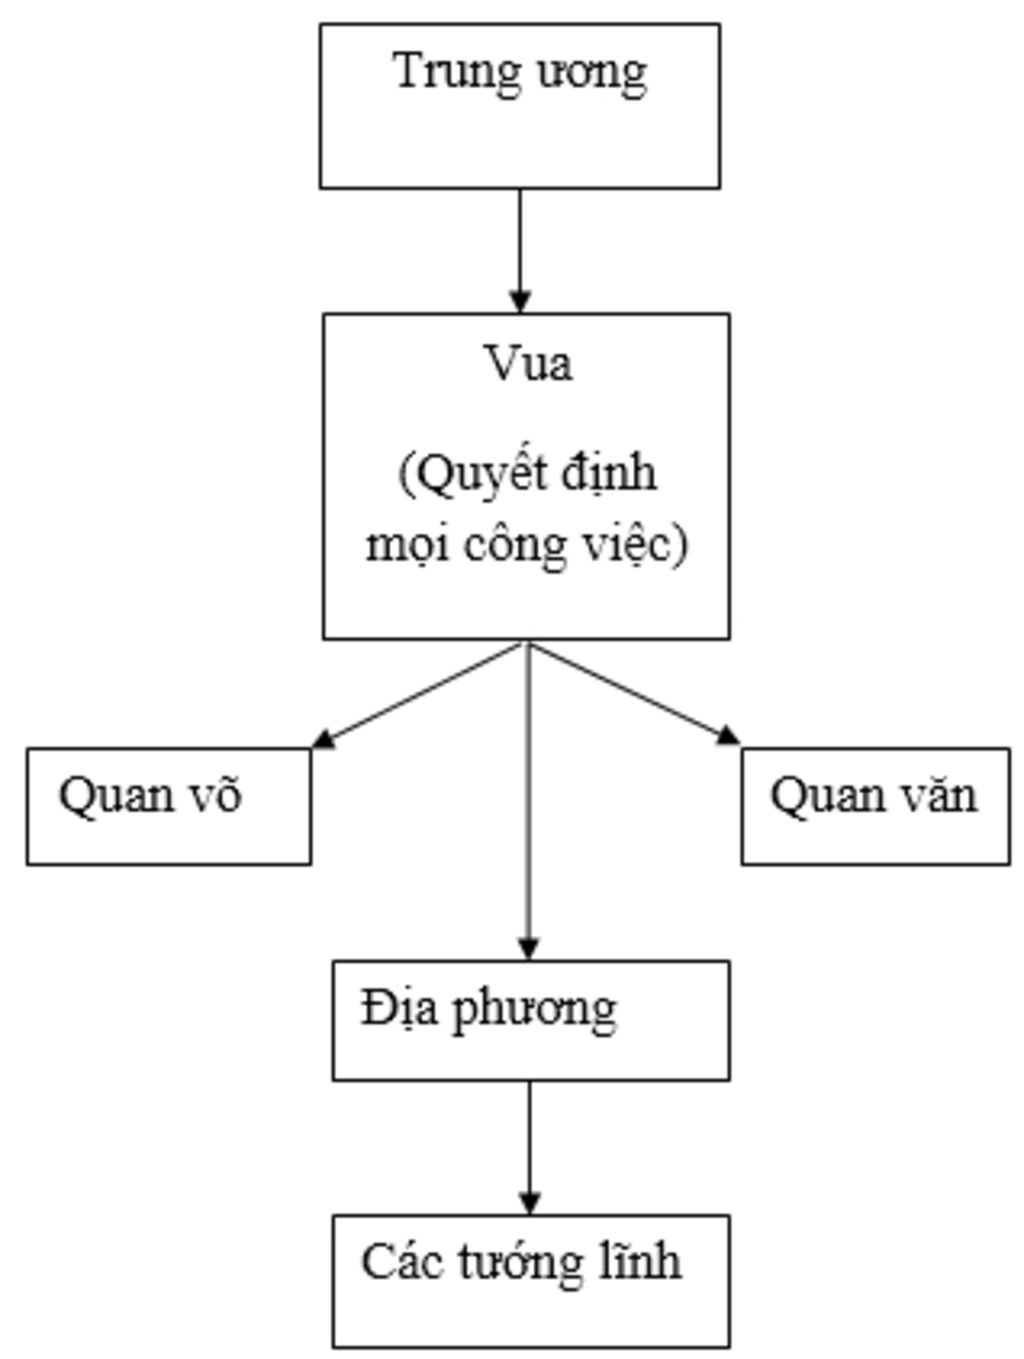 Trung ương
Vua
(Quyết định
mọi công việc)
Quan võ
Quan văn
Địa phương
Các tướng lĩnh